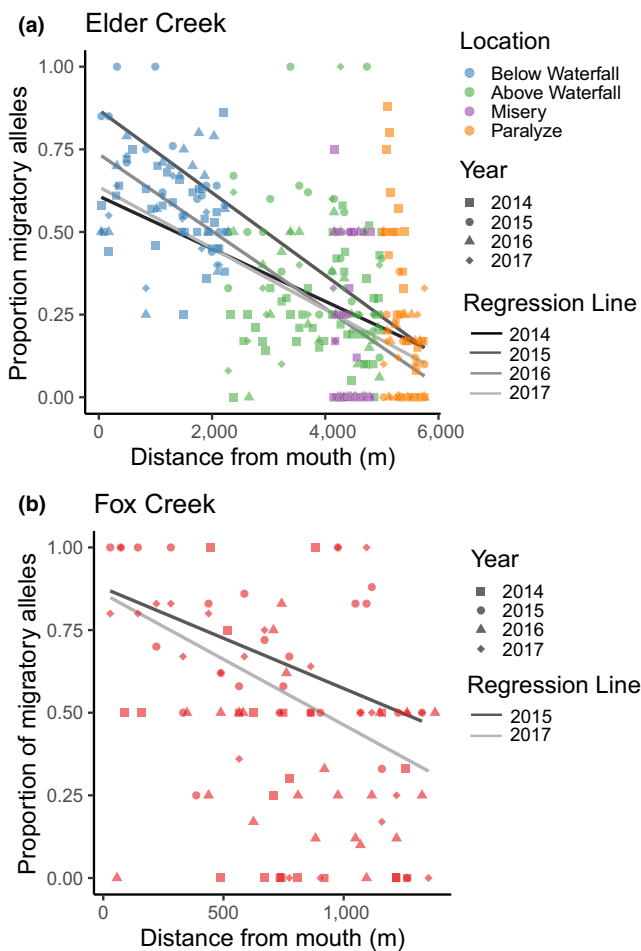 (a) Elder Creek
Proportion migratory alleles
1.00
0.75
0.50
0.25
0.00
0
2,000
4,000
6,000
Distance from mouth (m)
Location
Below Waterfall
Above Waterfall
Misery
Paralyze
Year
2014
2015
2016
2017
Regression Line
2014
2015
2016
2017
(b) Fox Creek
Proportion of migratory alleles
1.00
0.75
0.50
0.25
0.00
0
500
1,000
Distance from mouth (m)
Year
2014
2015
2016
2017
Regression Line
2015
2017